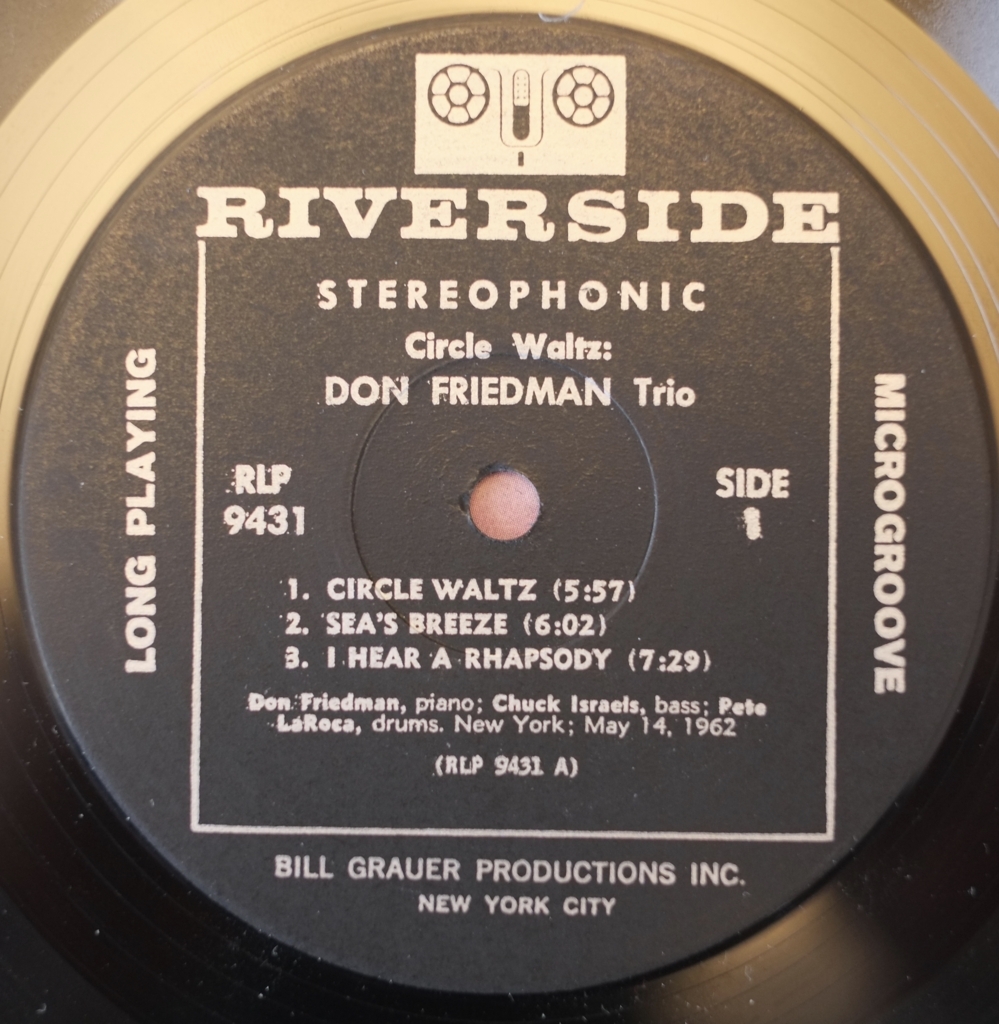 RIVERSIDE
STEREOPHONIC
Circle Waltz:
DON FRIEDMAN Trio
LONG PLAYING
MICROGROOVE
RLP
9431
SIDE
1
1. CIRCLE WALTZ (5:57)
2. SEA'S BREEZE (6:02)
3. I HEAR A RHAPSODY (7:29)
Don Friedman, piano; Chuck Israels, bass; Pete
LaRoca, drums. New York; May 14, 1962
(RLP 9431 A)
BILL GRAUER PRODUCTIONS INC.
NEW YORK CITY